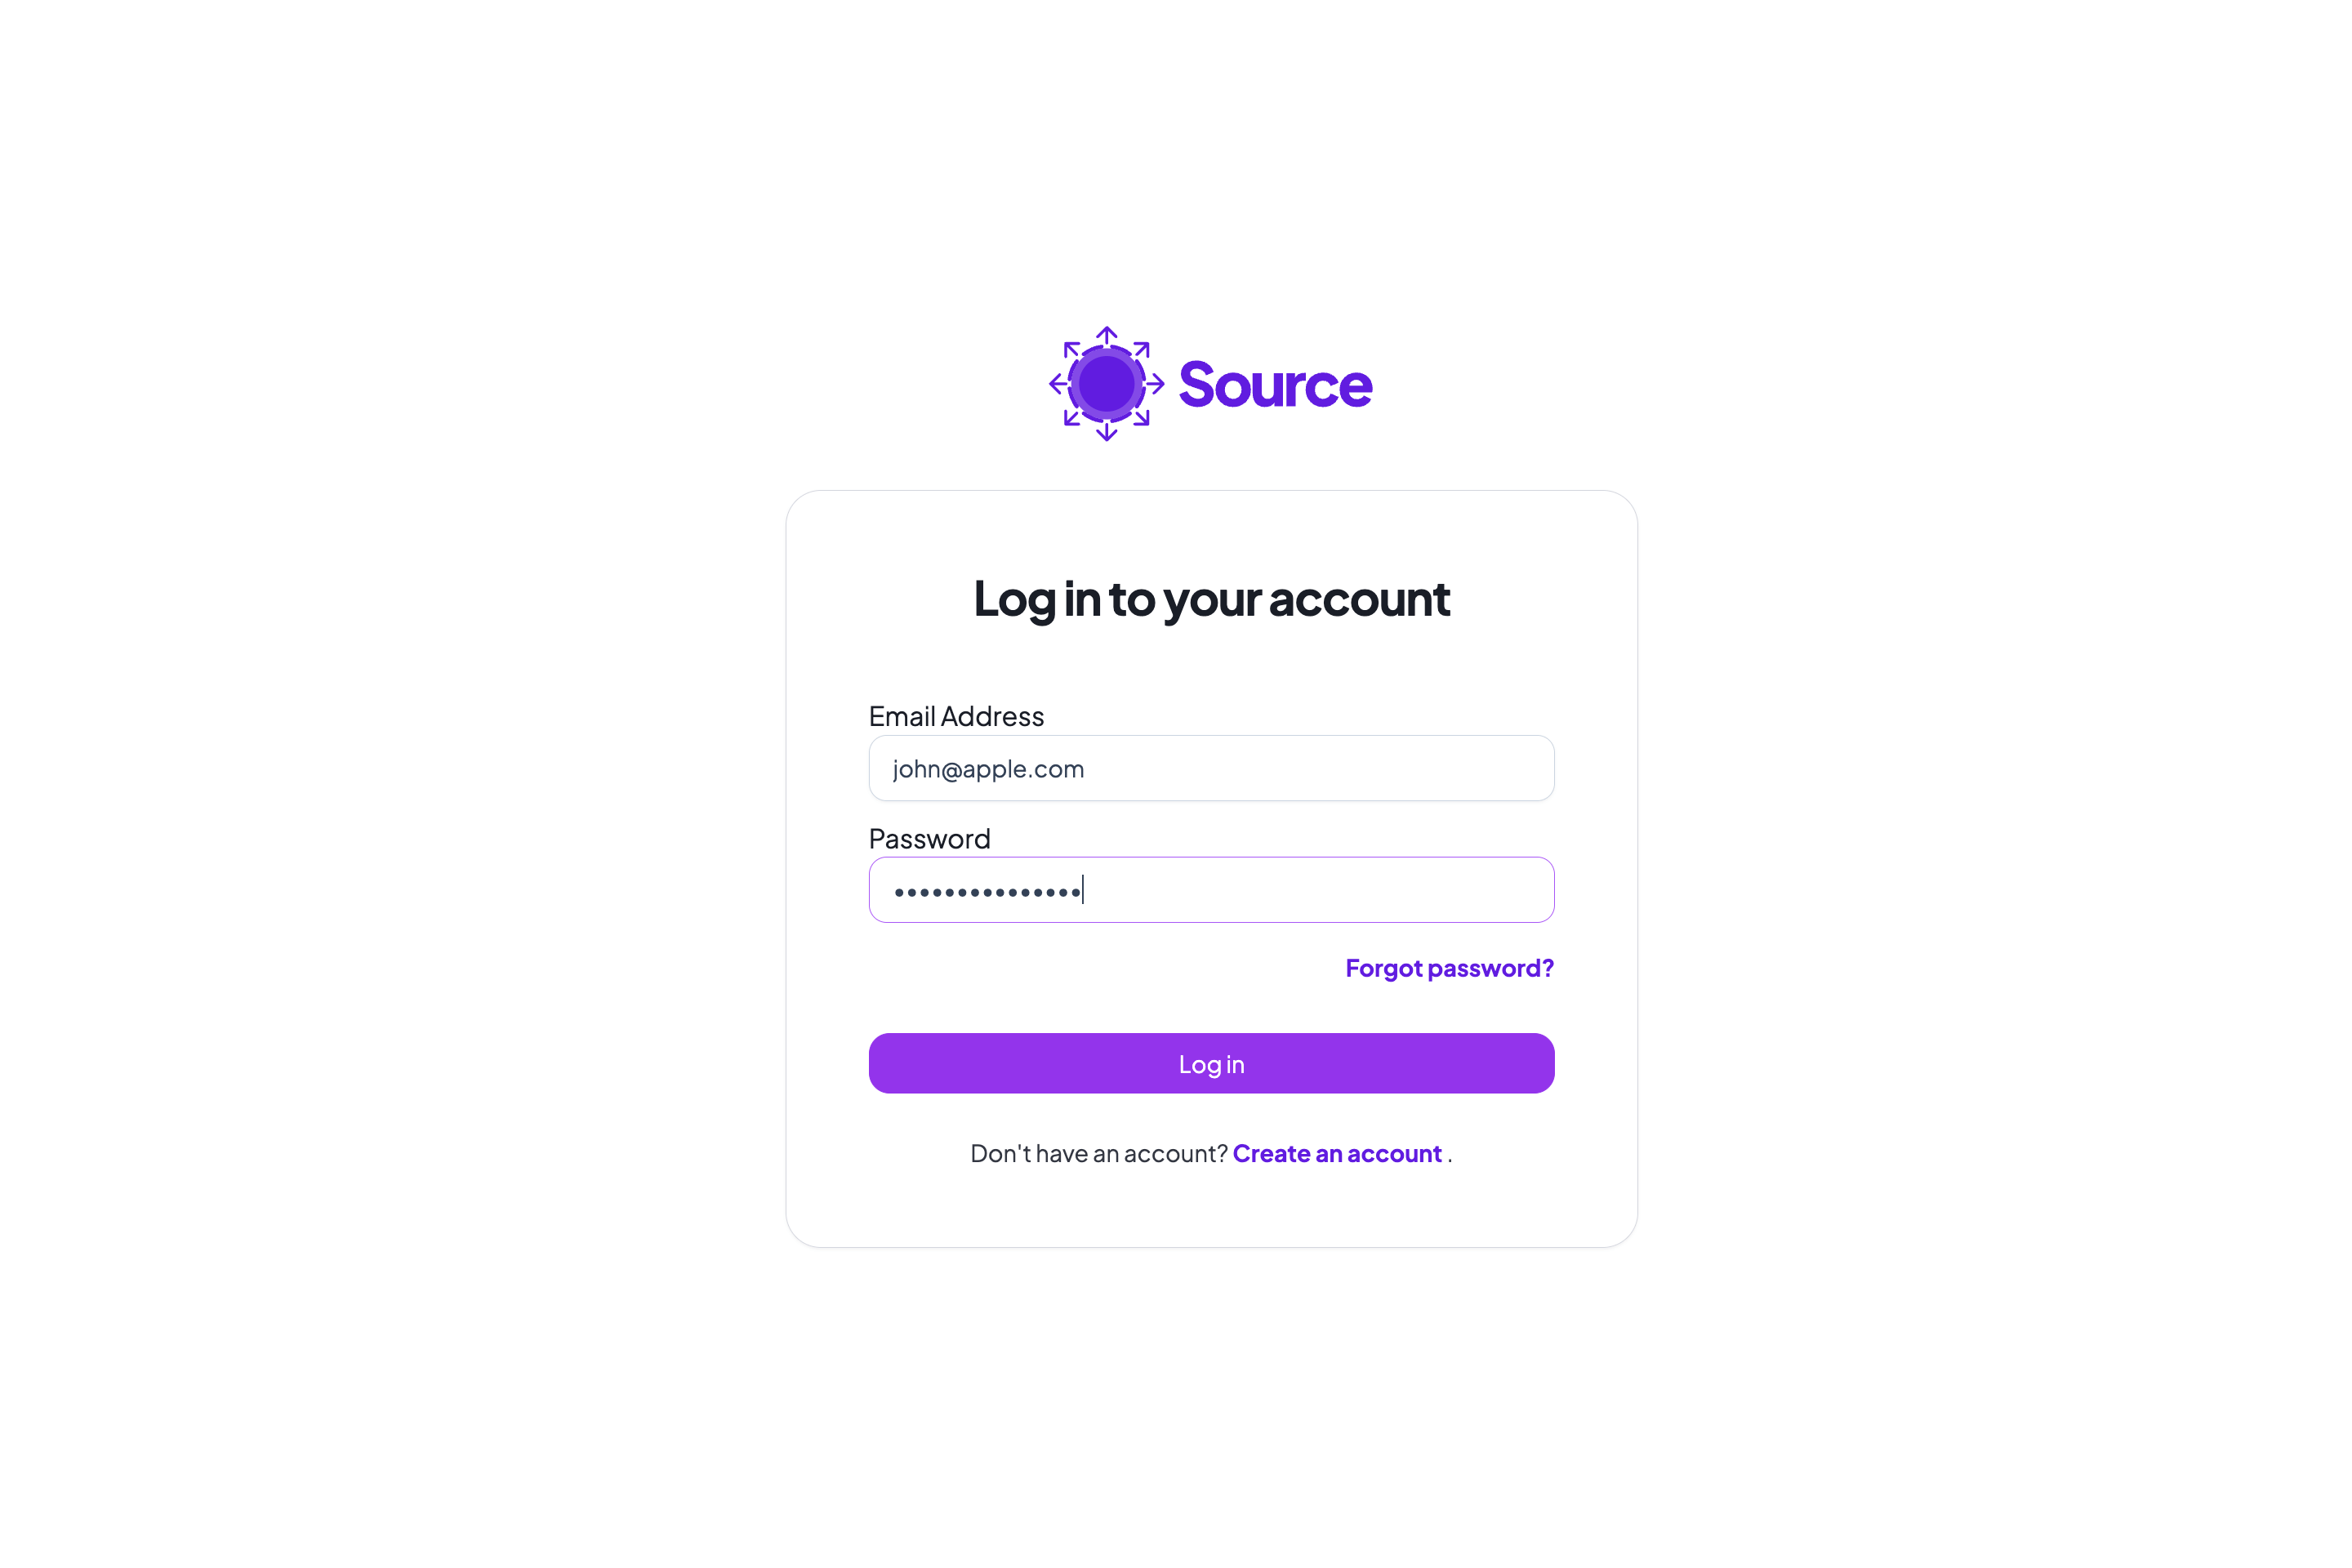 Source
Log in to your account
Email Address
john@apple.com
Password
•••••••••••••••
Forgot password?
Log in
Don't have an account? Create an account .